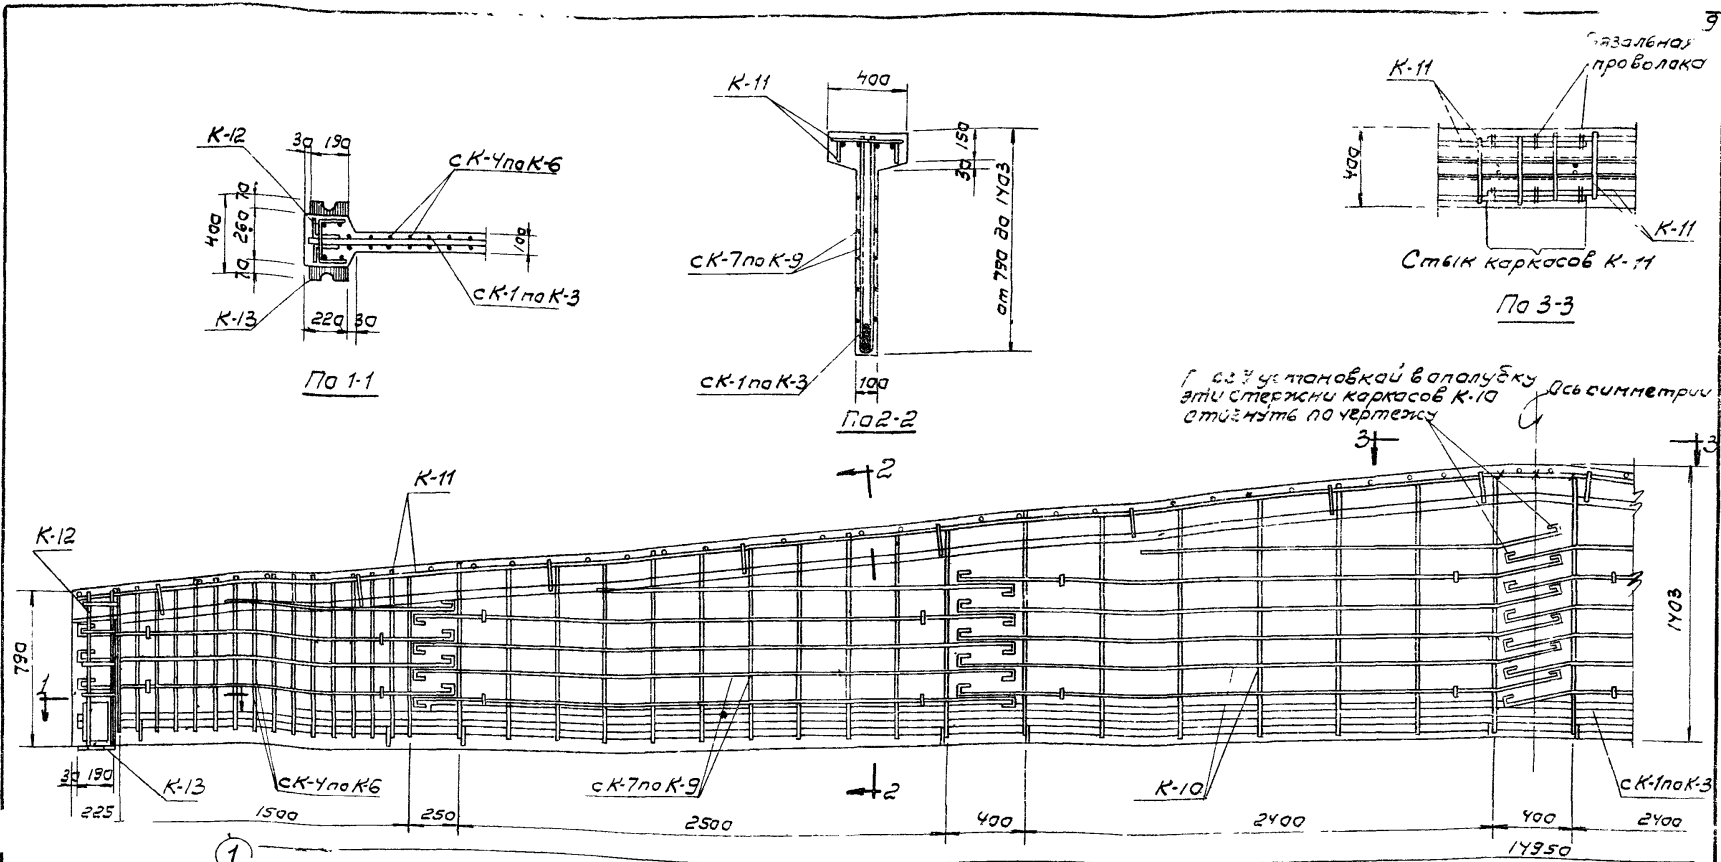 9
К-12
30 190
с К-4 по К-6
70
400
260
70
100
с К-1 по К-3
К-13
220 30
По 1-1
К-11
400
150
30
от 790 до 1403
с К-7 по К-9
с К-1 по К-3
100
По 2-2
проволока
К-11
400
К-11
Стык каркасов К-11
По 3-3
установкой в опалубку
эти стержни каркасов К-10
отогнуть по чертежу
Ось симметрии
3
3
2
К-11
К-12
790
1
1403
30 190
К-13
с К-4 по К-6
с К-7 по К-9
2
К-10
с К-1 по К-3
225
1500
250
2500
400
2400
400
2400
14950
1